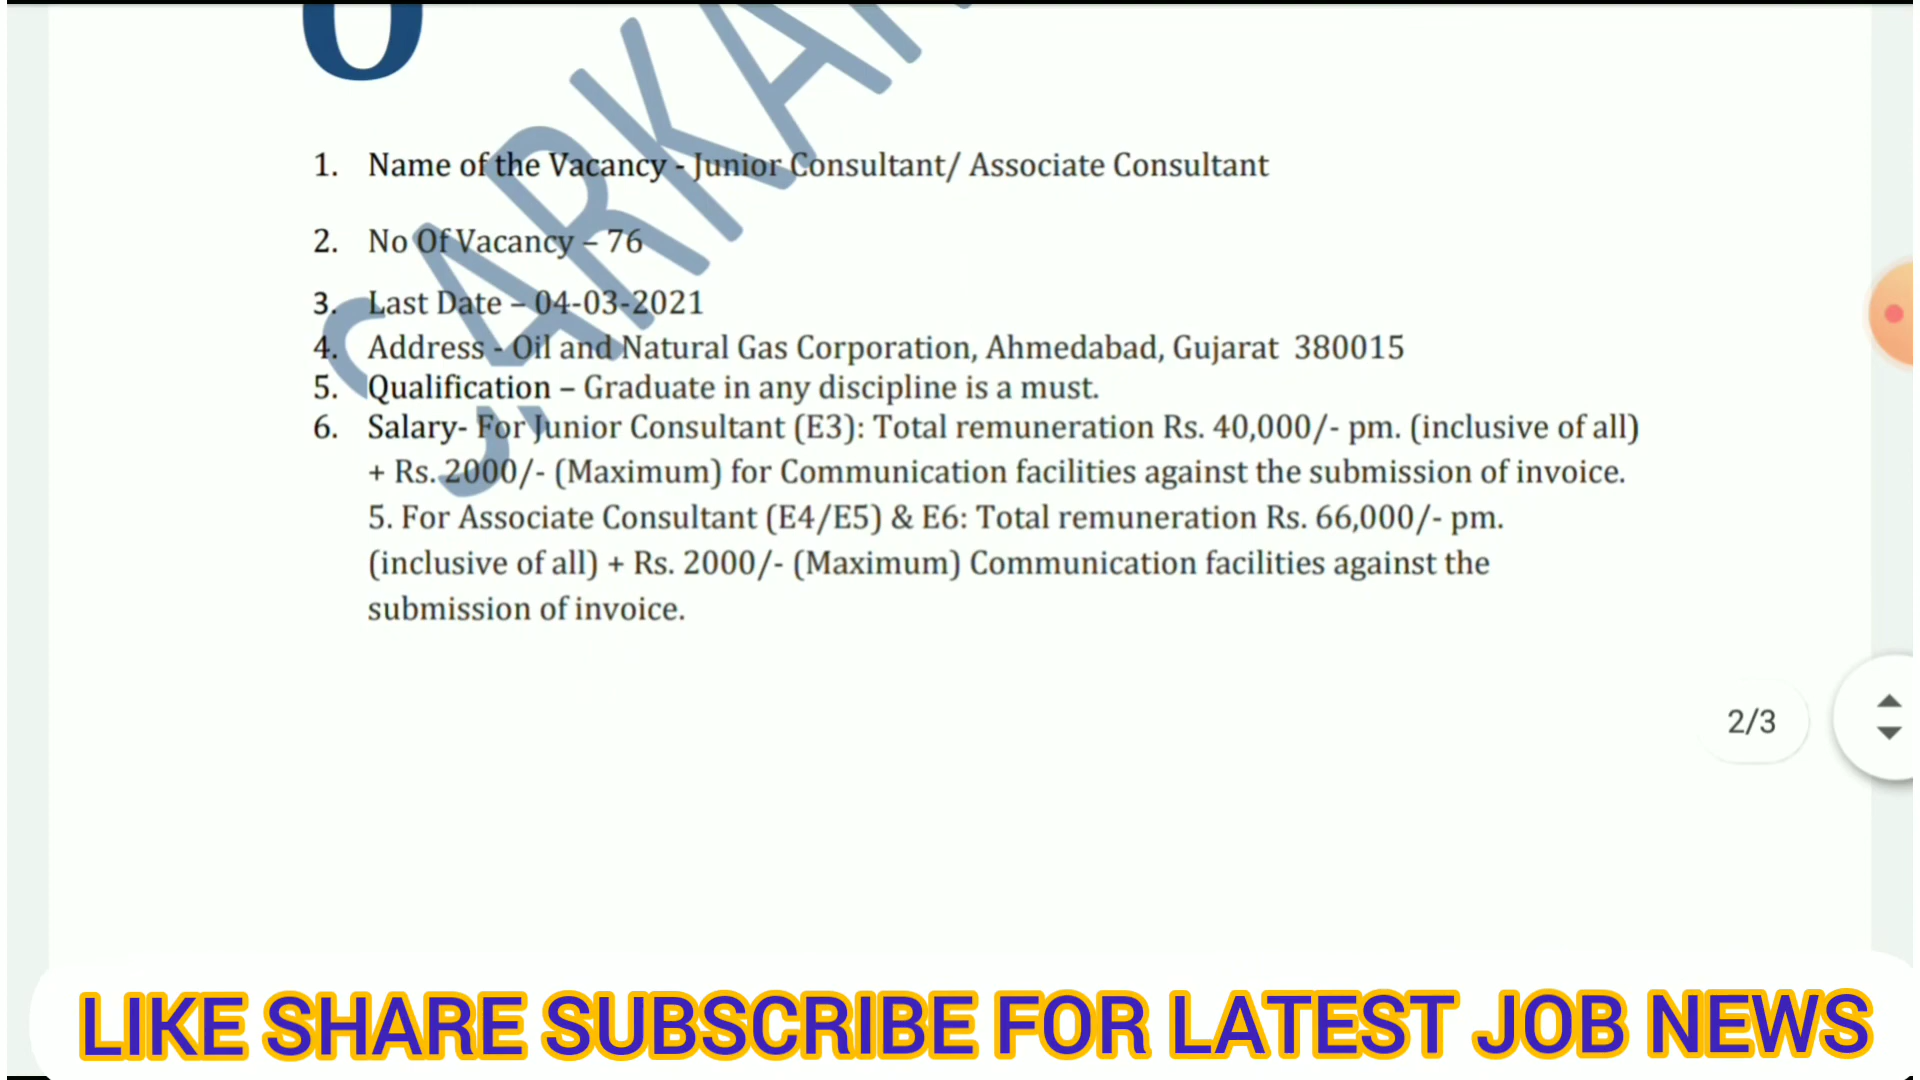 SARKAR
1. Name of the Vacancy - Junior Consultant/ Associate Consultant
2. No Of Vacancy – 76
3. Last Date – 04-03-2021
4. Address - Oil and Natural Gas Corporation, Ahmedabad, Gujarat 380015
5. Qualification – Graduate in any discipline is a must.
6. Salary- For Junior Consultant (E3): Total remuneration Rs. 40,000/- pm. (inclusive of all)
+ Rs. 2000/- (Maximum) for Communication facilities against the submission of invoice.
5. For Associate Consultant (E4/E5) & E6: Total remuneration Rs. 66,000/- pm.
(inclusive of all) + Rs. 2000/- (Maximum) Communication facilities against the
submission of invoice.
2/3
LIKE SHARE SUBSCRIBE FOR LATEST JOB NEWS